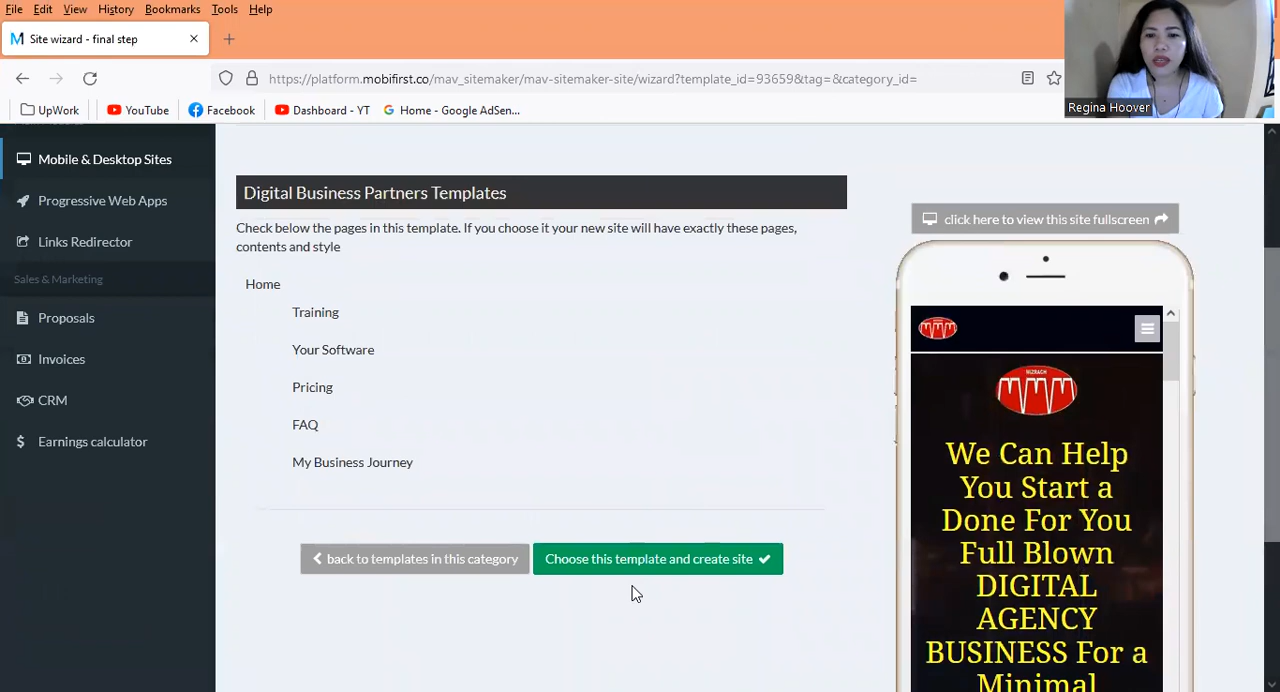 File Edit View History Bookmarks Tools Help
Site wizard - final step
https://platform.mobifirst.co/mav_sitemaker/mav-sitemaker-site/wizard?template_id=93659&tag=&category_id=
UpWork YouTube Facebook Dashboard - YT Home - Google AdSen...
Regina Hoover
Mobile & Desktop Sites
Progressive Web Apps
Links Redirector
Sales & Marketing
Proposals
Invoices
CRM
Earnings calculator
Digital Business Partners Templates
Check below the pages in this template. If you choose it your new site will have exactly these pages,
contents and style
Home
Training
Your Software
Pricing
FAQ
My Business Journey
back to templates in this category
Choose this template and create site
click here to view this site fullscreen
MIZRACH
We Can Help
You Start a
Done For You
Full Blown
DIGITAL
AGENCY
BUSINESS For a
Minimal